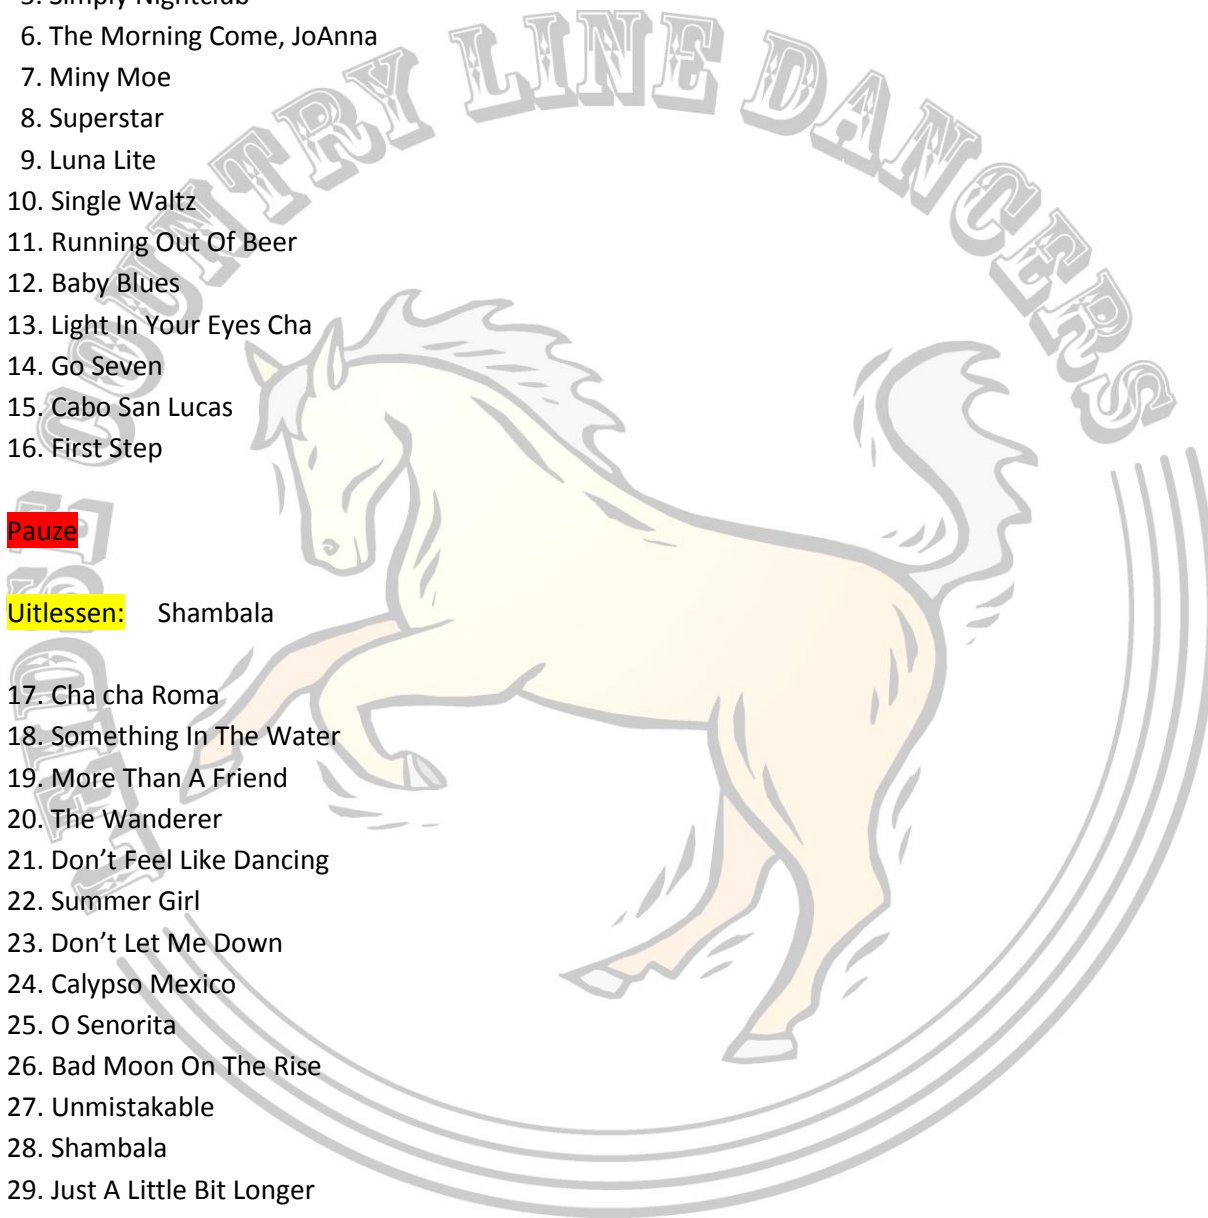 5. Simply Nightclub
6. The Morning Come, JoAnna
7. Miny Moe
8. Superstar
9. Luna Lite
10. Single Waltz
11. Running Out Of Beer
12. Baby Blues
13. Light In Your Eyes Cha
14. Go Seven
15. Cabo San Lucas
16. First Step
Pauze
Uitlessen: Shambala
17. Cha cha Roma
18. Something In The Water
19. More Than A Friend
20. The Wanderer
21. Don’t Feel Like Dancing
22. Summer Girl
23. Don’t Let Me Down
24. Calypso Mexico
25. O Senorita
26. Bad Moon On The Rise
27. Unmistakable
28. Shambala
29. Just A Little Bit Longer
COUNTRY LINE DANCERS